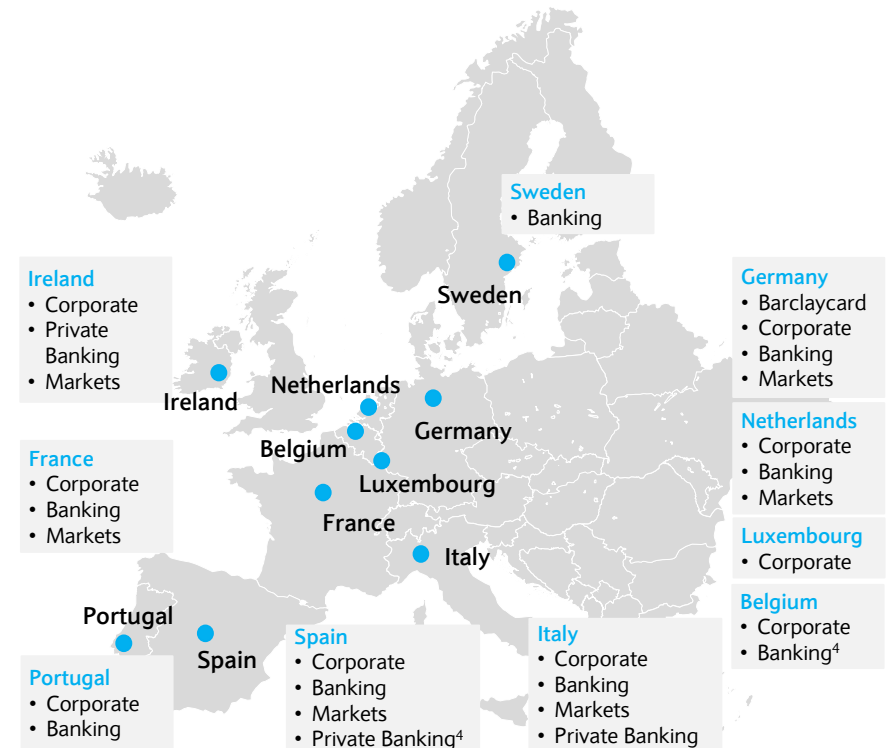 Sweden
• Banking
Sweden
Ireland
• Corporate
• Private
Banking
• Markets
Ireland
Germany
• Barclaycard
• Corporate
• Banking
• Markets
Netherlands
Germany
Belgium
Luxembourg
France
Italy
France
• Corporate
• Banking
• Markets
Netherlands
• Corporate
• Banking
• Markets
Luxembourg
• Corporate
Belgium
• Corporate
• Banking⁴
Portugal
Spain
Portugal
• Corporate
• Banking
Spain
• Corporate
• Banking
• Markets
• Private Banking⁴
Italy
• Corporate
• Banking
• Markets
• Private Banking